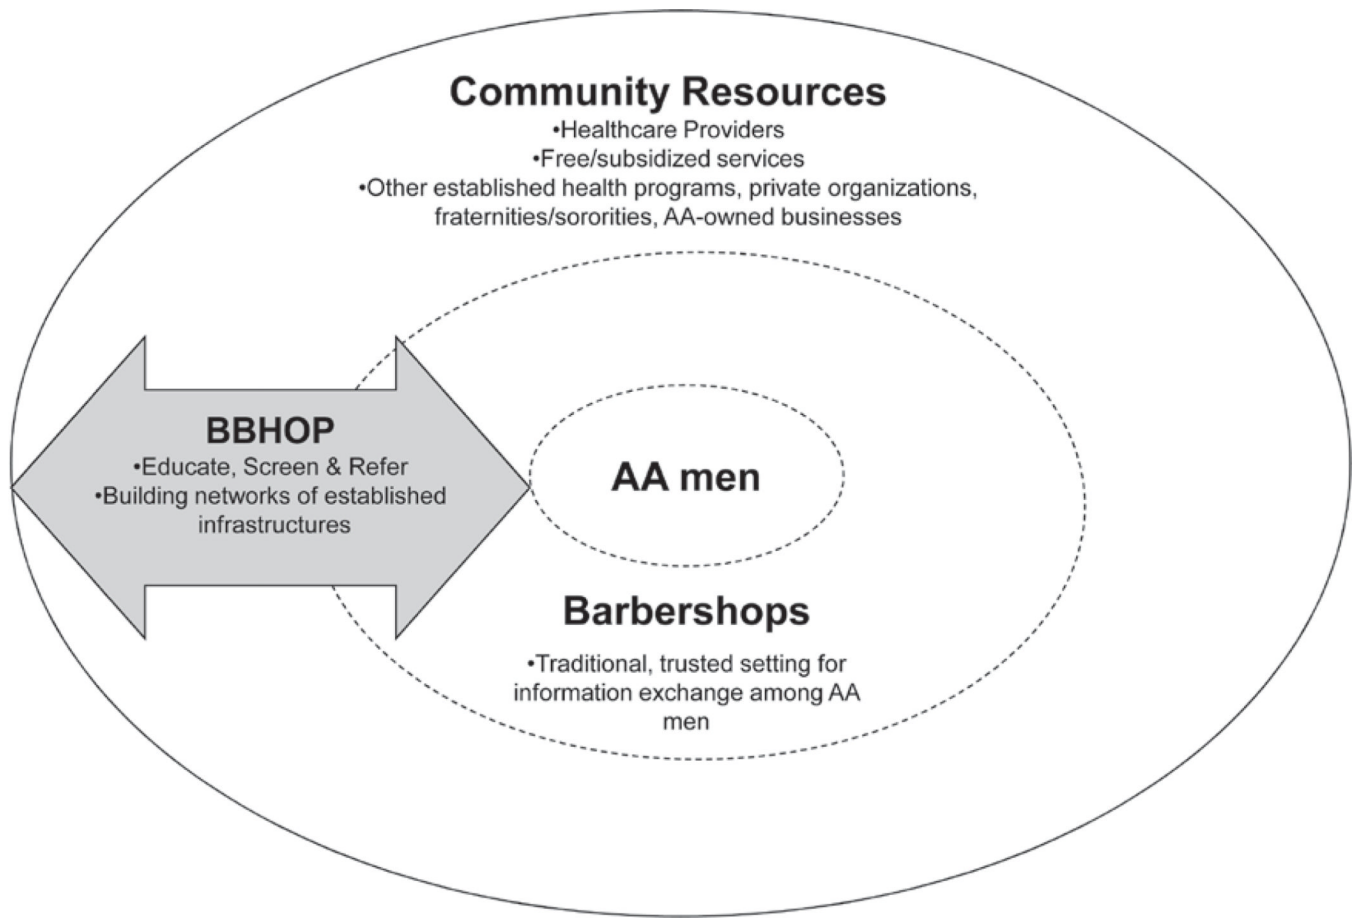 Community Resources
•Healthcare Providers
•Free/subsidized services
•Other established health programs, private organizations,
fraternities/sororities, AA-owned businesses
BBHOP
•Educate, Screen & Refer
•Building networks of established
infrastructures
AA men
Barbershops
•Traditional, trusted setting for
information exchange among AA
men